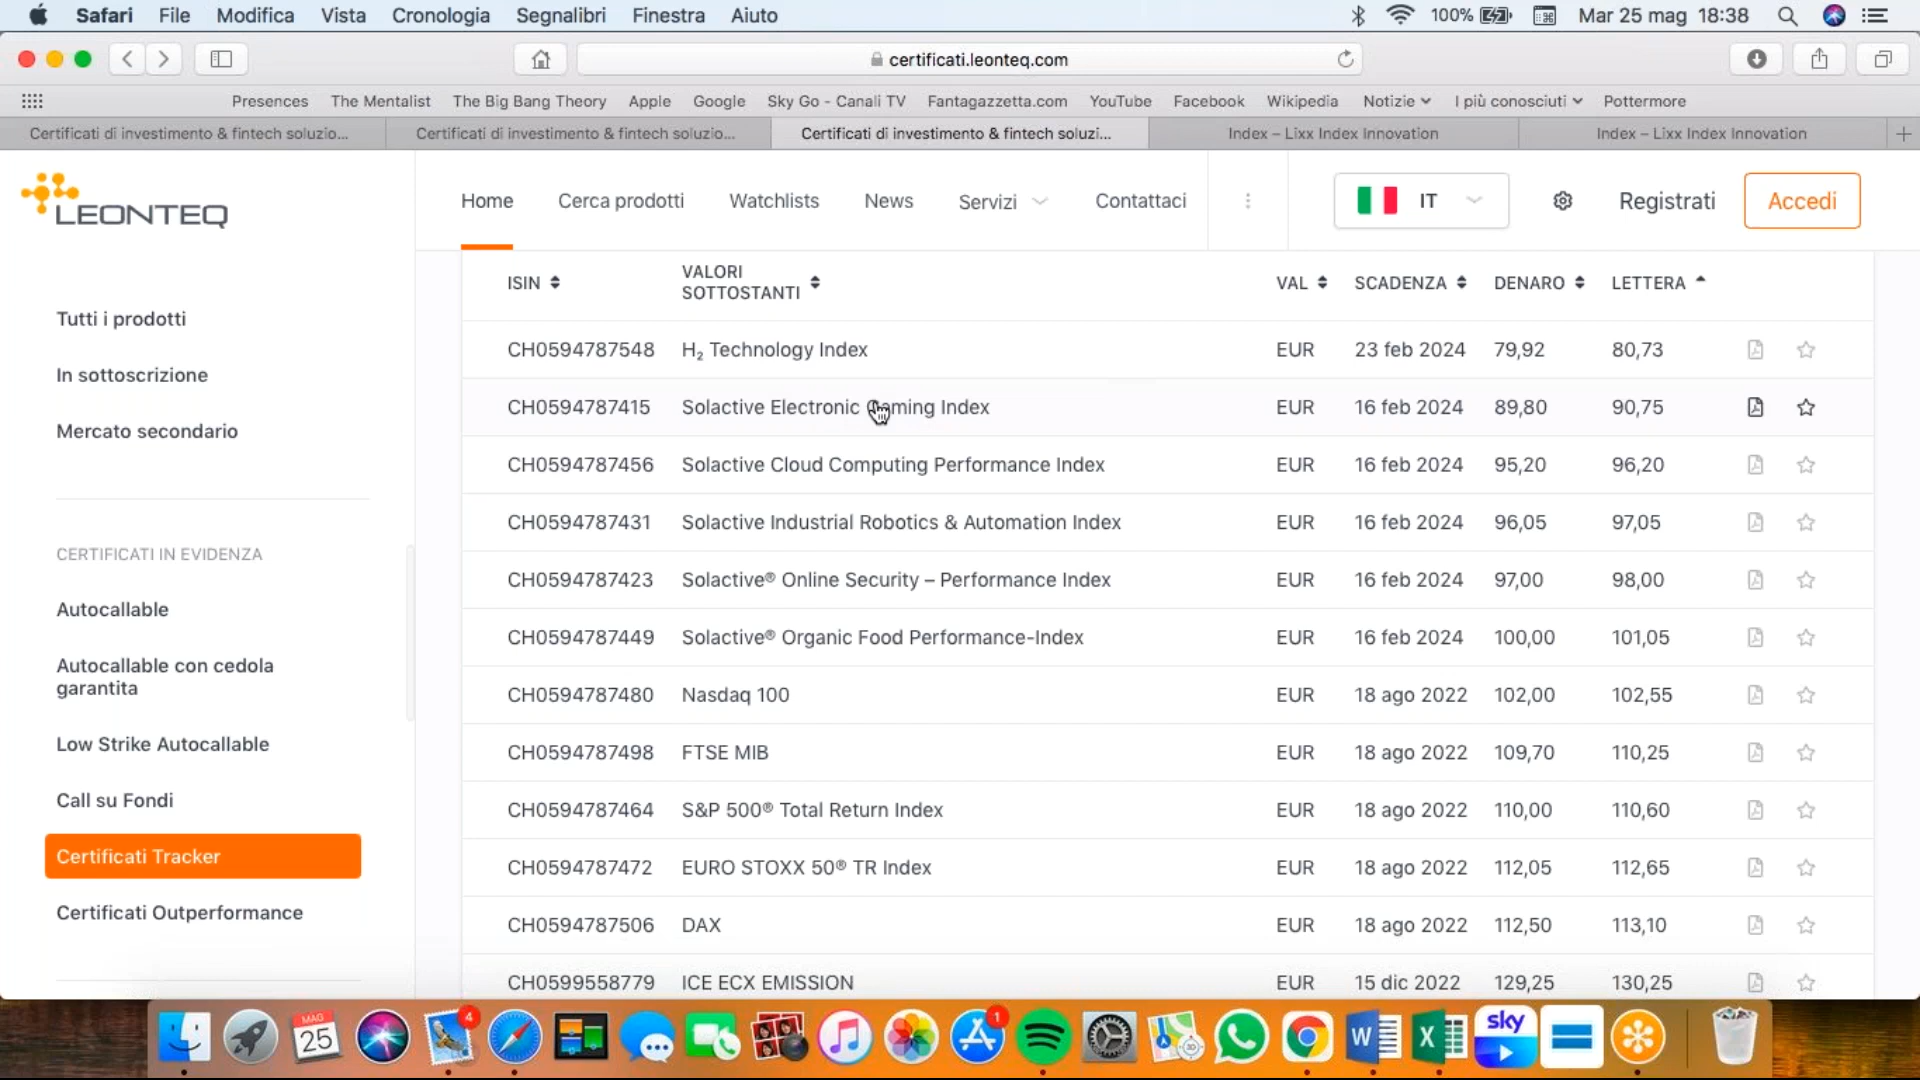 Safari File Modifica Vista Cronologia Segnalibri Finestra Aiuto 100% Mar 25 mag 18:38
certificati.leonteq.com
Presences The Mentalist The Big Bang Theory Apple Google Sky Go - Canali TV Fantagazzetta.com YouTube Facebook Wikipedia Notizie I più conosciuti Pottermore
Certificati di investimento & fintech soluzio... Certificati di investimento & fintech soluzio... Certificati di investimento & fintech soluzi... Index – Lixx Index Innovation Index – Lixx Index Innovation
LEONTEQ
Home Cerca prodotti Watchlists News Servizi Contattaci IT Registrati Accedi
Tutti i prodotti
In sottoscrizione
Mercato secondario
CERTIFICATI IN EVIDENZA
Autocallable
Autocallable con cedola
garantita
Low Strike Autocallable
Call su Fondi
Certificati Tracker
Certificati Outperformance
ISIN VALORI SOTTOSTANTI VAL SCADENZA DENARO LETTERA
CH0594787548 H₂ Technology Index EUR 23 feb 2024 79,92 80,73
CH0594787415 Solactive Electronic Gaming Index EUR 16 feb 2024 89,80 90,75
CH0594787456 Solactive Cloud Computing Performance Index EUR 16 feb 2024 95,20 96,20
CH0594787431 Solactive Industrial Robotics & Automation Index EUR 16 feb 2024 96,05 97,05
CH0594787423 Solactive® Online Security – Performance Index EUR 16 feb 2024 97,00 98,00
CH0594787449 Solactive® Organic Food Performance-Index EUR 16 feb 2024 100,00 101,05
CH0594787480 Nasdaq 100 EUR 18 ago 2022 102,00 102,55
CH0594787498 FTSE MIB EUR 18 ago 2022 109,70 110,25
CH0594787464 S&P 500® Total Return Index EUR 18 ago 2022 110,00 110,60
CH0594787472 EURO STOXX 50® TR Index EUR 18 ago 2022 112,05 112,65
CH0594787506 DAX EUR 18 ago 2022 112,50 113,10
CH0599558779 ICE ECX EMISSION EUR 15 dic 2022 129,25 130,25
MAG
25
4
1
W
X
sky